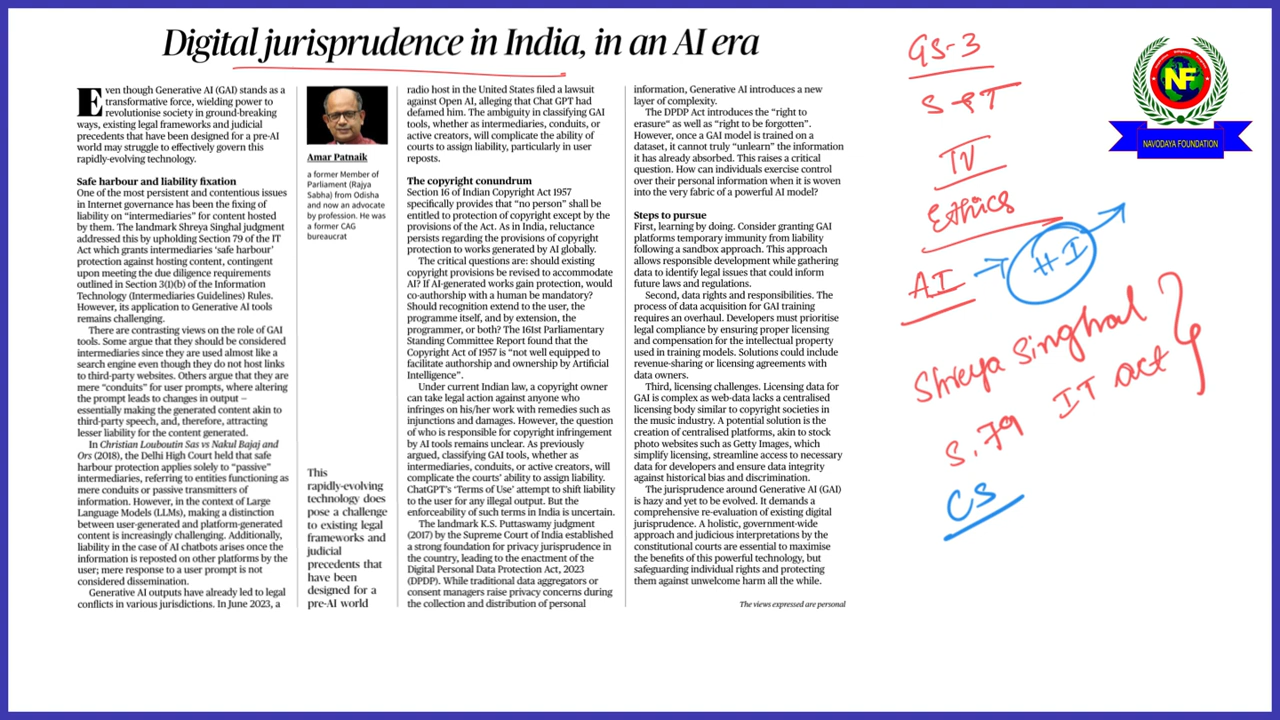 Digital jurisprudence in India, in an AI era
Even though Generative AI (GAI) stands as a
transformative force, wielding power to
revolutionise society in ground-breaking
ways, existing legal frameworks and judicial
precedents that have been designed for a pre-AI
world may struggle to effectively govern this
rapidly-evolving technology.
Safe harbour and liability fixation
One of the most persistent and contentious issues
in Internet governance has been the fixing of
liability on “intermediaries” for content hosted
by them. The landmark Shreya Singhal judgment
addressed this by upholding Section 79 of the IT
Act which grants intermediaries ‘safe harbour’
protection against hosting content, contingent
upon meeting the due diligence requirements
outlined in Section 3(1)(b) of the Information
Technology (Intermediaries Guidelines) Rules.
However, its application to Generative AI tools
remains challenging.
There are contrasting views on the role of GAI
tools. Some argue that they should be considered
intermediaries since they are used almost like a
search engine even though they do not host links
to third-party websites. Others argue that they are
mere “conduits” for user prompts, where altering
the prompt leads to changes in output —
essentially making the generated content akin to
third-party speech, and, therefore, attracting
lesser liability for the content generated.
In Christian Louboutin Sas vs Nakul Bajaj and
Ors (2018), the Delhi High Court held that safe
harbour protection applies solely to “passive”
intermediaries, referring to entities functioning as
mere conduits or passive transmitters of
information. However, in the context of Large
Language Models (LLMs), making a distinction
between user-generated and platform-generated
content is increasingly challenging. Additionally,
liability in the case of AI chatbots arises once the
information is reposted on other platforms by the
user; mere response to a user prompt is not
considered dissemination.
Generative AI outputs have already led to legal
conflicts in various jurisdictions. In June 2023, a
Amar Patnaik
a former Member of
Parliament (Rajya
Sabha) from Odisha
and now an advocate
by profession. He was
a former CAG
bureaucrat
This
rapidly-evolving
technology does
pose a challenge
to existing legal
frameworks and
judicial
precedents that
have been
designed for a
pre-AI world
radio host in the United States filed a lawsuit
against Open AI, alleging that Chat GPT had
defamed him. The ambiguity in classifying GAI
tools, whether as intermediaries, conduits, or
active creators, will complicate the ability of
courts to assign liability, particularly in user
reposts.
The copyright conundrum
Section 16 of Indian Copyright Act 1957
specifically provides that “no person” shall be
entitled to protection of copyright except by the
provisions of the Act. As in India, reluctance
persists regarding the provisions of copyright
protection to works generated by AI globally.
The critical questions are: should existing
copyright provisions be revised to accommodate
AI? If AI-generated works gain protection, would
co-authorship with a human be mandatory?
Should recognition extend to the user, the
programme itself, and by extension, the
programmer, or both? The 161st Parliamentary
Standing Committee Report found that the
Copyright Act of 1957 is “not well equipped to
facilitate authorship and ownership by Artificial
Intelligence”.
Under current Indian law, a copyright owner
can take legal action against anyone who
infringes on his/her work with remedies such as
injunctions and damages. However, the question
of who is responsible for copyright infringement
by AI tools remains unclear. As previously
argued, classifying GAI tools, whether as
intermediaries, conduits, or active creators, will
complicate the courts’ ability to assign liability.
ChatGPT’s ‘Terms of Use’ attempt to shift liability
to the user for any illegal output. But the
enforceability of such terms in India is uncertain.
The landmark K.S. Puttaswamy judgment
(2017) by the Supreme Court of India established
a strong foundation for privacy jurisprudence in
the country, leading to the enactment of the
Digital Personal Data Protection Act, 2023
(DPDP). While traditional data aggregators or
consent managers raise privacy concerns during
the collection and distribution of personal
information, Generative AI introduces a new
layer of complexity.
The DPDP Act introduces the “right to
erasure“ as well as “right to be forgotten”.
However, once a GAI model is trained on a
dataset, it cannot truly “unlearn” the information
it has already absorbed. This raises a critical
question. How can individuals exercise control
over their personal information when it is woven
into the very fabric of a powerful AI model?
Steps to pursue
First, learning by doing. Consider granting GAI
platforms temporary immunity from liability
following a sandbox approach. This approach
allows responsible development while gathering
data to identify legal issues that could inform
future laws and regulations.
Second, data rights and responsibilities. The
process of data acquisition for GAI training
requires an overhaul. Developers must prioritise
legal compliance by ensuring proper licensing
and compensation for the intellectual property
used in training models. Solutions could include
revenue-sharing or licensing agreements with
data owners.
Third, licensing challenges. Licensing data for
GAI is complex as web-data lacks a centralised
licensing body similar to copyright societies in
the music industry. A potential solution is the
creation of centralised platforms, akin to stock
photo websites such as Getty Images, which
simplify licensing, streamline access to necessary
data for developers and ensure data integrity
against historical bias and discrimination.
The jurisprudence around Generative AI (GAI)
is hazy and yet to be evolved. It demands a
comprehensive re-evaluation of existing digital
jurisprudence. A holistic, government-wide
approach and judicious interpretations by the
constitutional courts are essential to maximise
the benefits of this powerful technology, but
safeguarding individual rights and protecting
them against unwelcome harm all the while.
The views expressed are personal
GS-3
S&T
IV
Ethics
AI → H I
Shreya Singhal
S. 79 IT act
CS
NF
NAVODAYA FOUNDATION